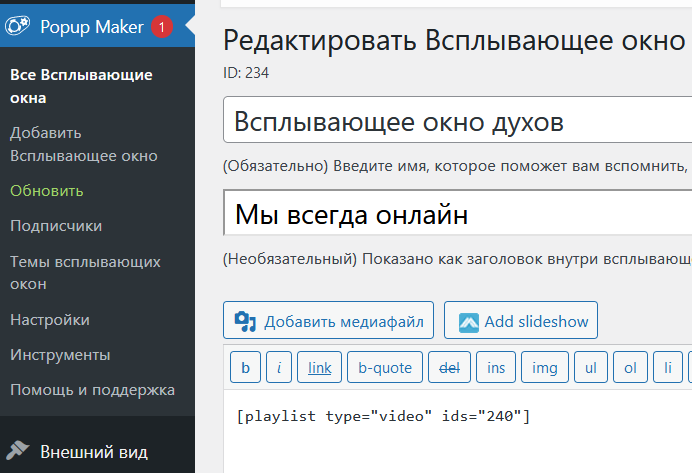 Popup Maker 1
Все Всплывающие
окна
Добавить
Всплывающее окно
Обновить
Подписчики
Темы всплывающих
окон
Настройки
Инструменты
Помощь и поддержка
Внешний вид
Редактировать Всплывающее окно
ID: 234
Всплывающее окно духов
(Обязательно) Введите имя, которое поможет вам вспомнить,
Мы всегда онлайн
(Необязательный) Показано как заголовок внутри всплывающ
Добавить медиафайл Add slideshow
b i link b-quote del ins img ul ol li
[playlist type="video" ids="240"]